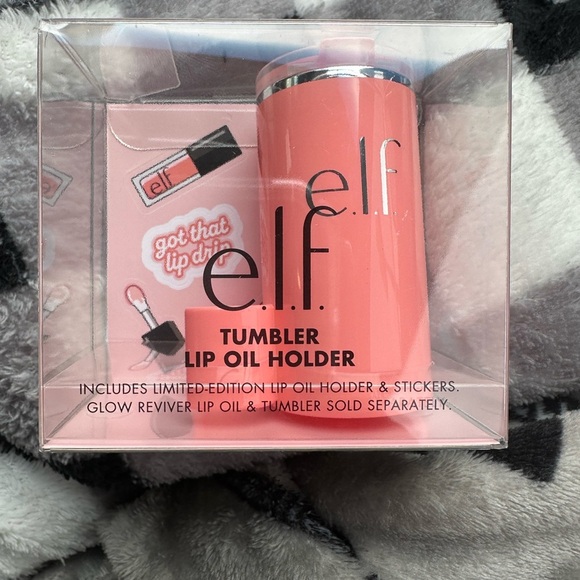 elf
e.l.f
got that
lip drip
e.l.f.
TUMBLER
LIP OIL HOLDER
INCLUDES LIMITED-EDITION LIP OIL HOLDER & STICKERS.
GLOW REVIVER LIP OIL & TUMBLER SOLD SEPARATELY.